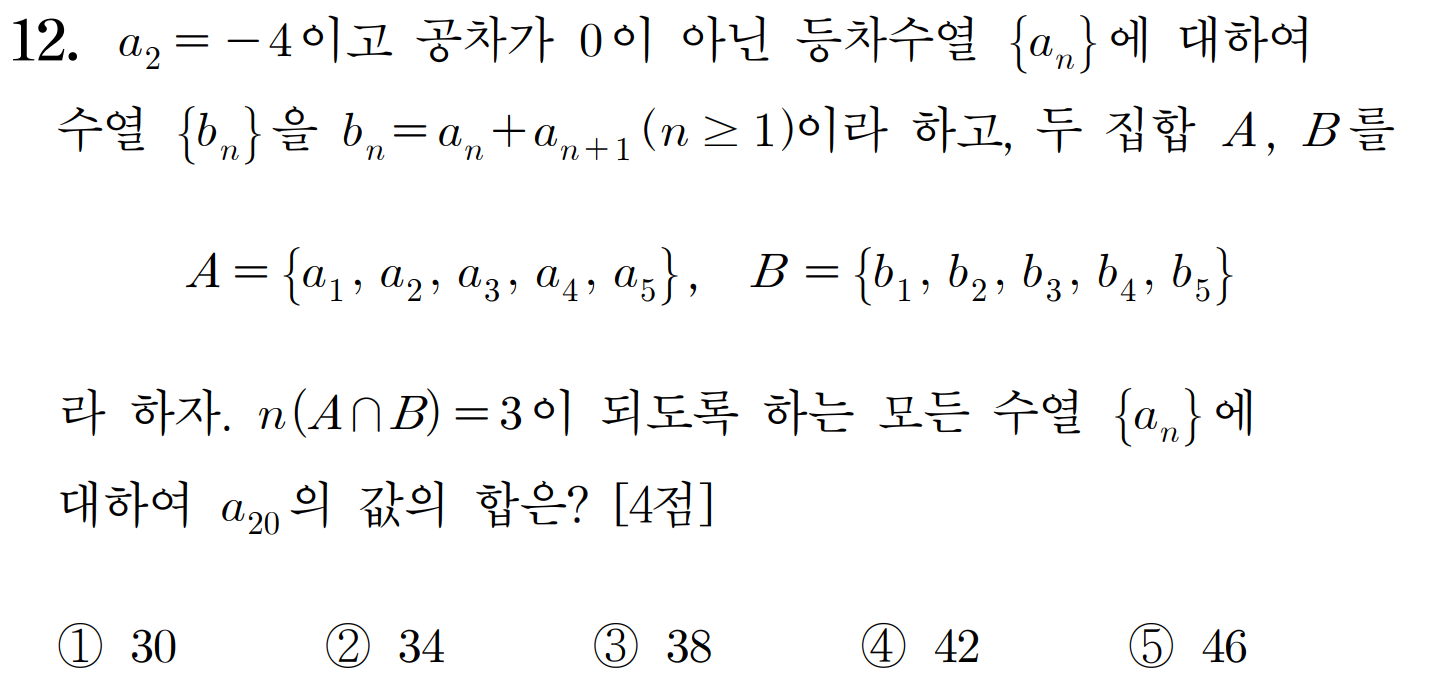 12. a₂ = −4이고 공차가 0이 아닌 등차수열 {aₙ}에 대하여
수열 {bₙ}을 bₙ = aₙ + aₙ₊₁ (n ≥ 1)이라 하고, 두 집합 A, B를
A = {a₁, a₂, a₃, a₄, a₅}, B = {b₁, b₂, b₃, b₄, b₅}
라 하자. n(A∩B) = 3이 되도록 하는 모든 수열 {aₙ}에
대하여 a₂₀의 값의 합은? [4점]
① 30 ② 34 ③ 38 ④ 42 ⑤ 46